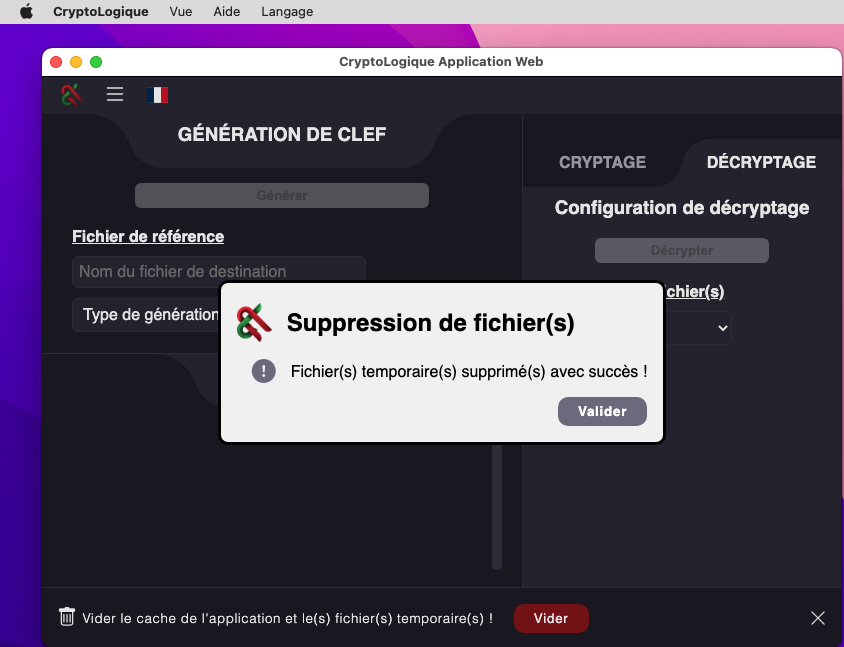 CryptoLogique Vue Aide Langage
CryptoLogique Application Web
GÉNÉRATION DE CLEF
Générer
Fichier de référence
Nom du fichier de destination
Type de génération
CRYPTAGE DÉCRYPTAGE
Configuration de décryptage
Décrypter
chier(s)
Suppression de fichier(s)
Fichier(s) temporaire(s) supprimé(s) avec succès !
Valider
Vider le cache de l'application et le(s) fichier(s) temporaire(s) !
Vider